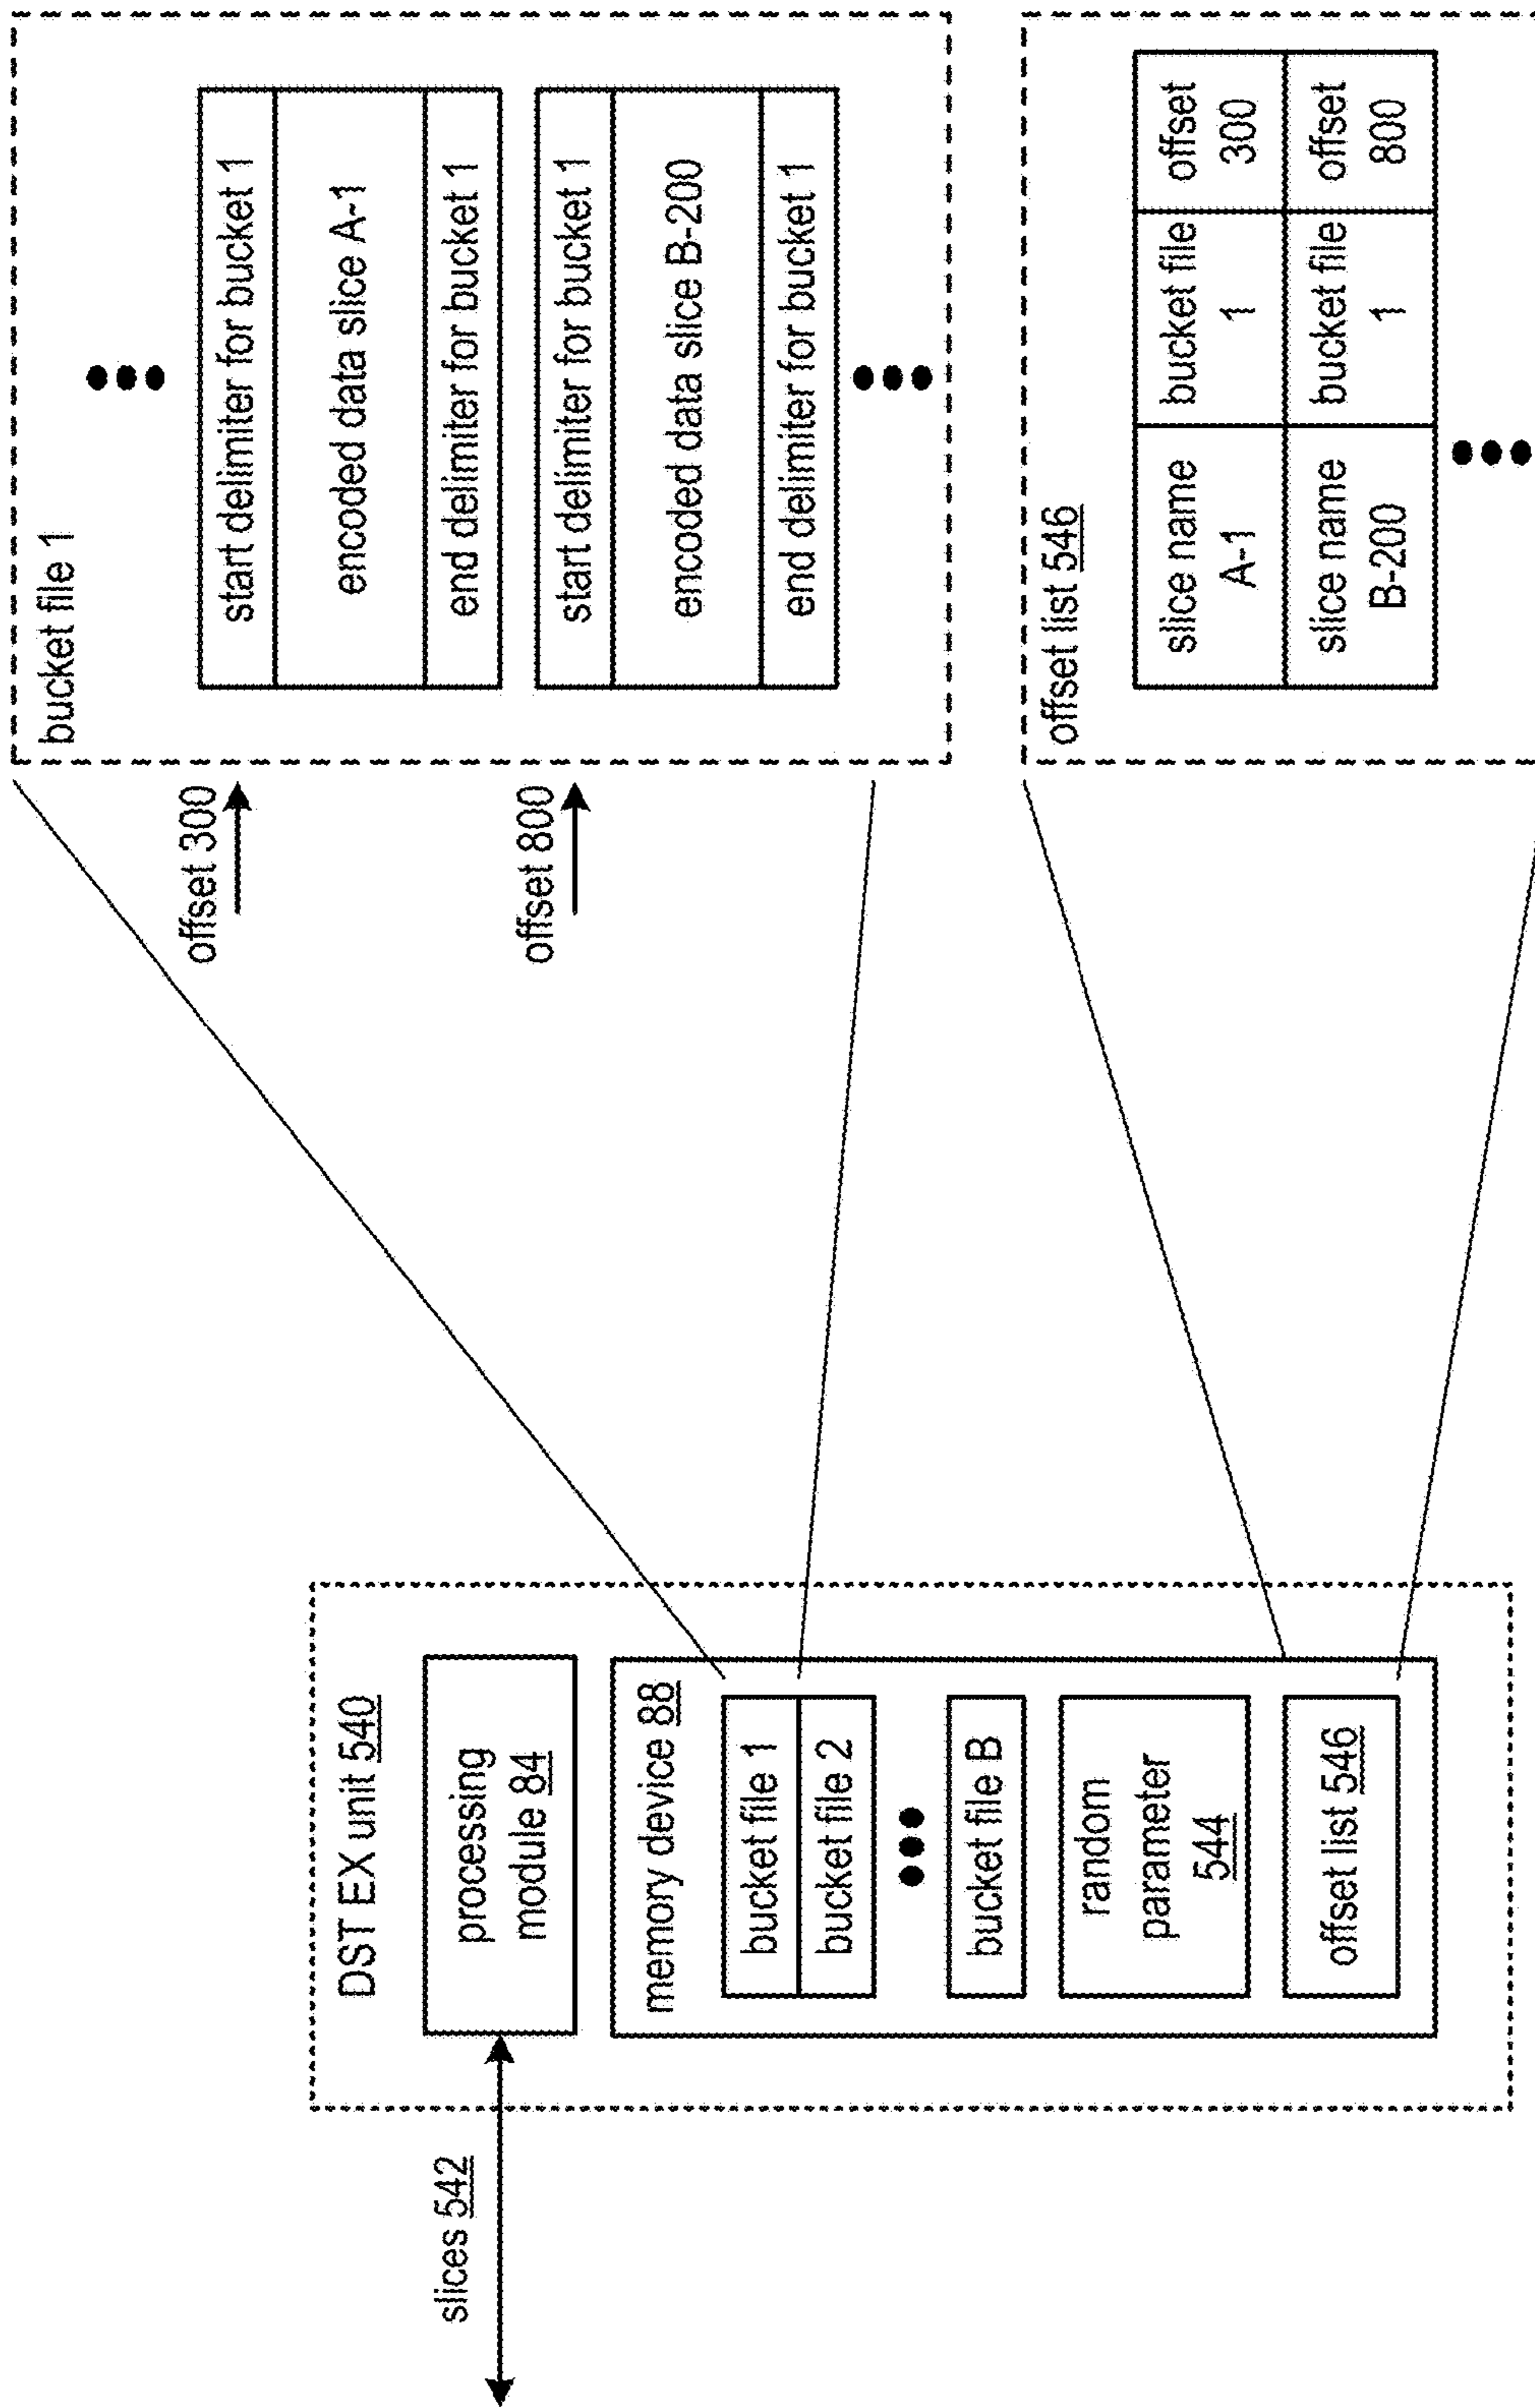 slices 542
DST EX unit 540
processing
module 84
memory device 88
bucket file 1
bucket file 2
bucket file B
random
parameter
544
offset list 546
offset 300
offset 800
bucket file 1
start delimiter for bucket 1
encoded data slice A-1
end delimiter for bucket 1
start delimiter for bucket 1
encoded data slice B-200
end delimiter for bucket 1
offset list 546
slice name
A-1
bucket file
1
offset
300
slice name
B-200
bucket file
1
offset
800